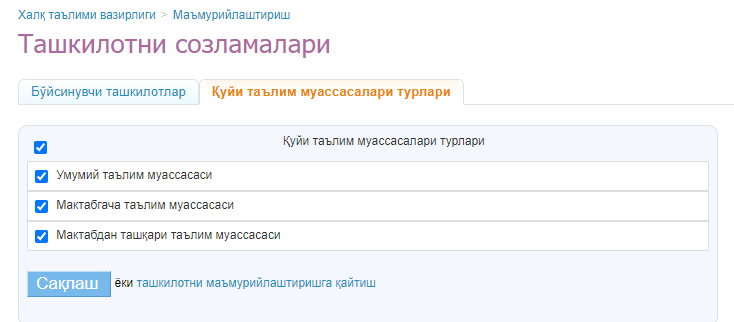 Халқ таълими вазирлиги > Маъмурийлаштириш
Ташкилотни созламалари
Бўйсинувчи ташкилотлар Қуйи таълим муассасалари турлари
Қуйи таълим муассасалари турлари
Умумий таълим муассасаси
Мактабгача таълим муассасаси
Мактабдан ташқари таълим муассасаси
Сақлаш ёки ташкилотни маъмурийлаштиришга қайтиш